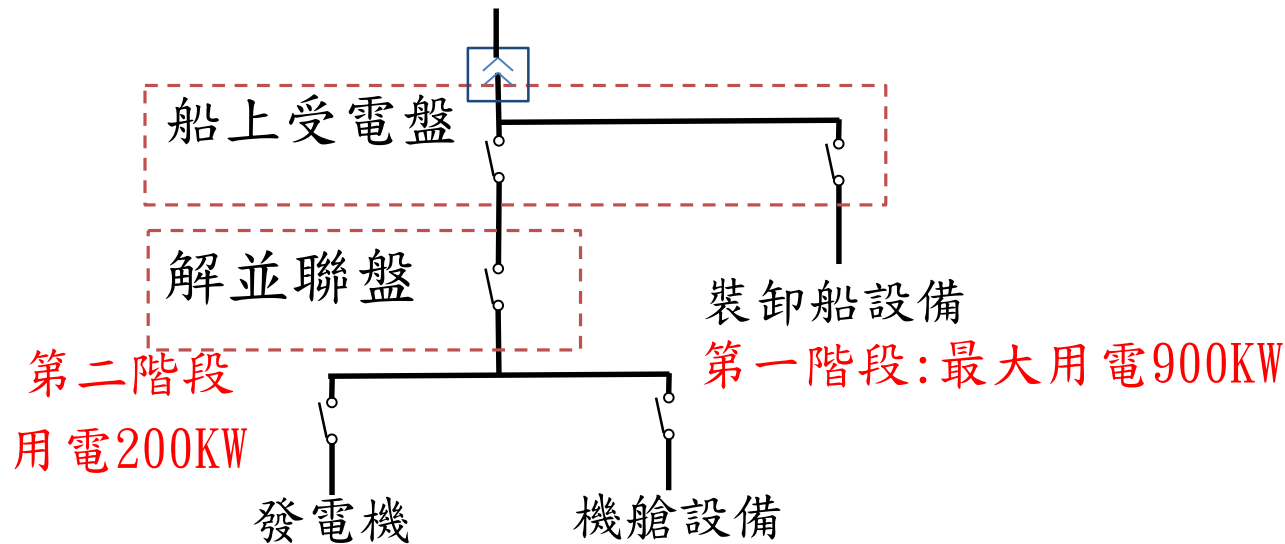 船上受電盤
解並聯盤
裝卸船設備
第一階段:最大用電900KW
第二階段
用電200KW
發電機
機艙設備